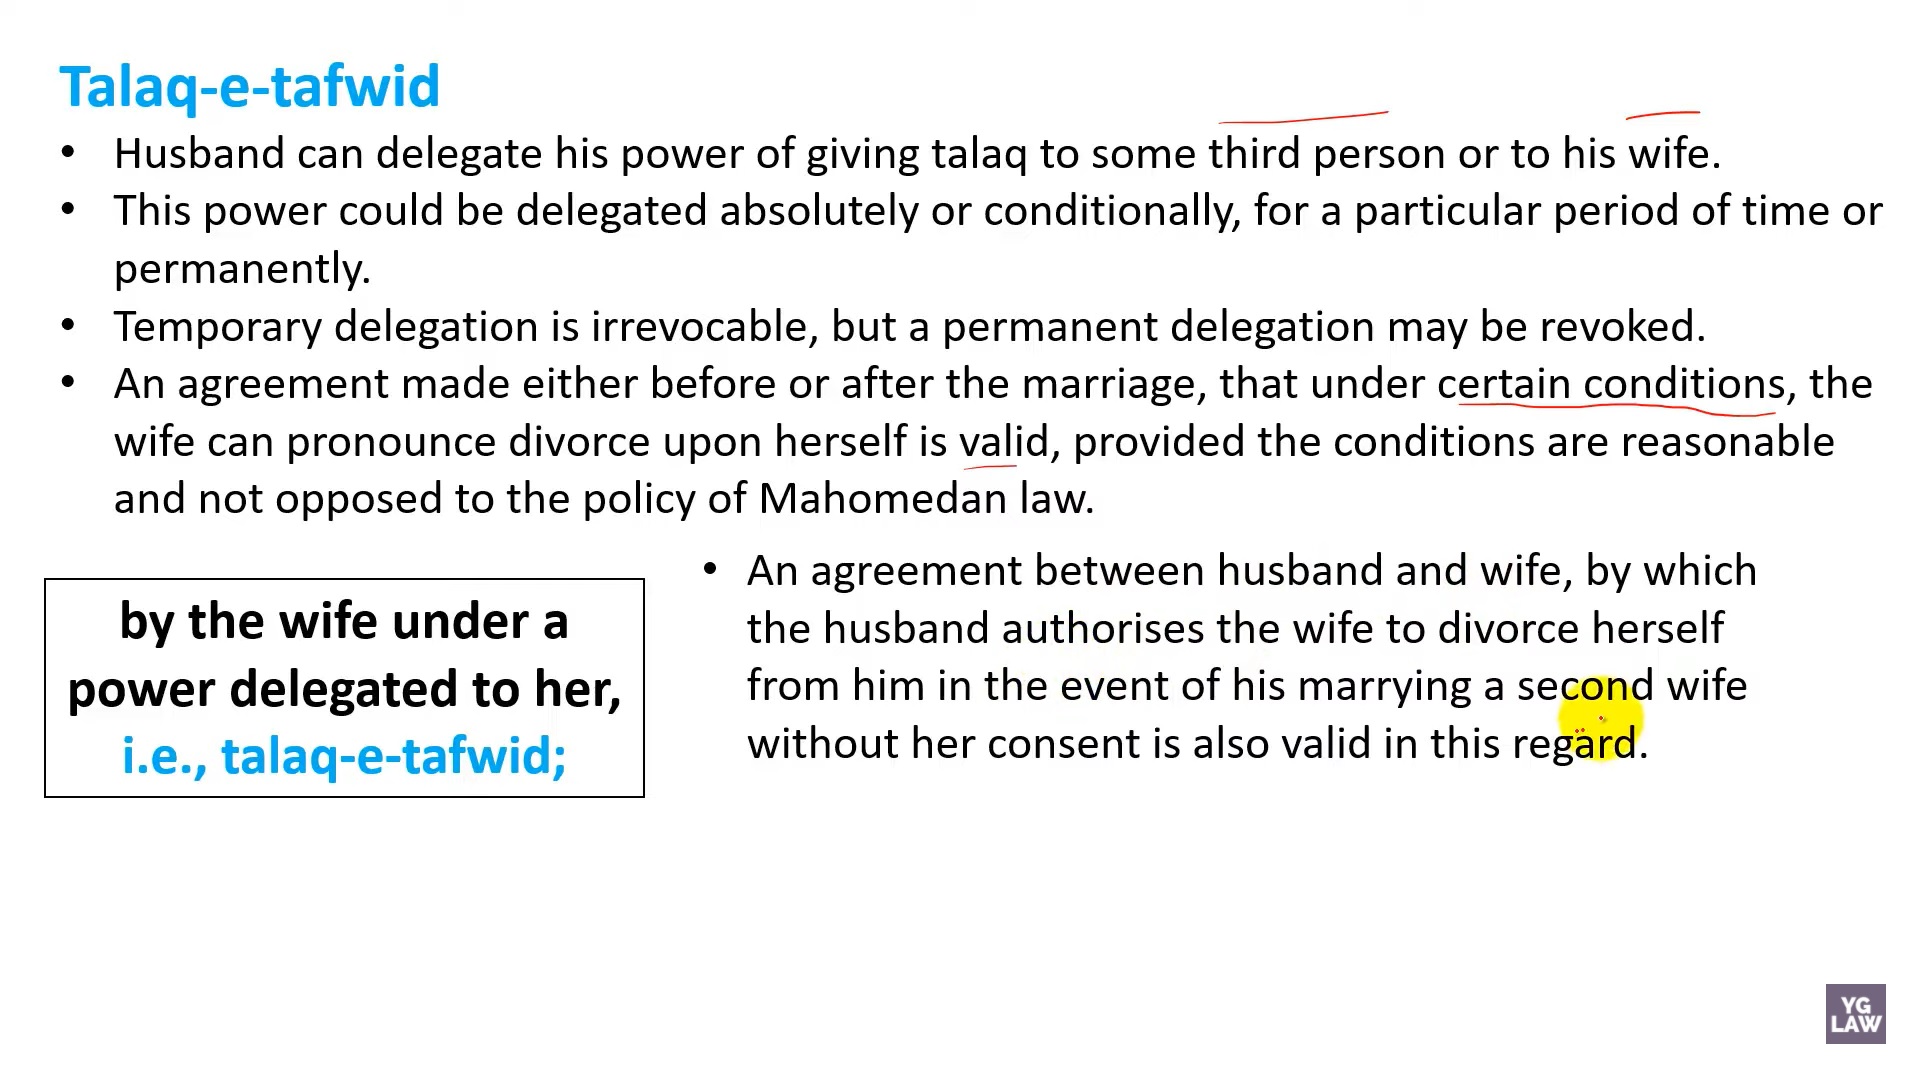 Talaq-e-tafwid
• Husband can delegate his power of giving talaq to some third person or to his wife.
• This power could be delegated absolutely or conditionally, for a particular period of time or
permanently.
• Temporary delegation is irrevocable, but a permanent delegation may be revoked.
• An agreement made either before or after the marriage, that under certain conditions, the
wife can pronounce divorce upon herself is valid, provided the conditions are reasonable
and not opposed to the policy of Mahomedan law.
by the wife under a
power delegated to her,
i.e., talaq-e-tafwid;
• An agreement between husband and wife, by which
the husband authorises the wife to divorce herself
from him in the event of his marrying a second wife
without her consent is also valid in this regard.
YG
LAW